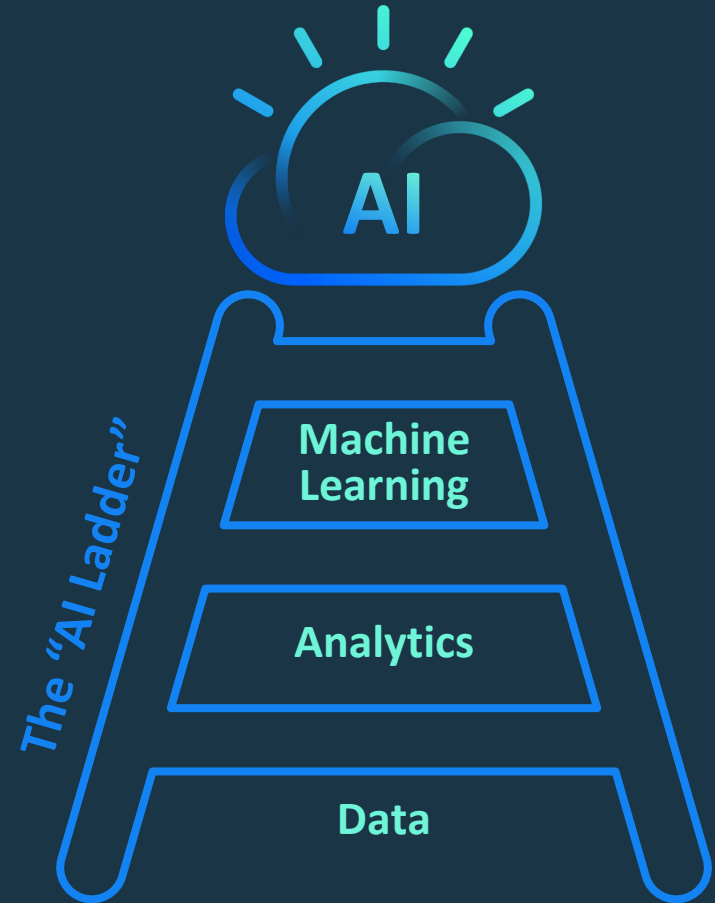 AI
Machine
Learning
The “AI Ladder”
Analytics
Data